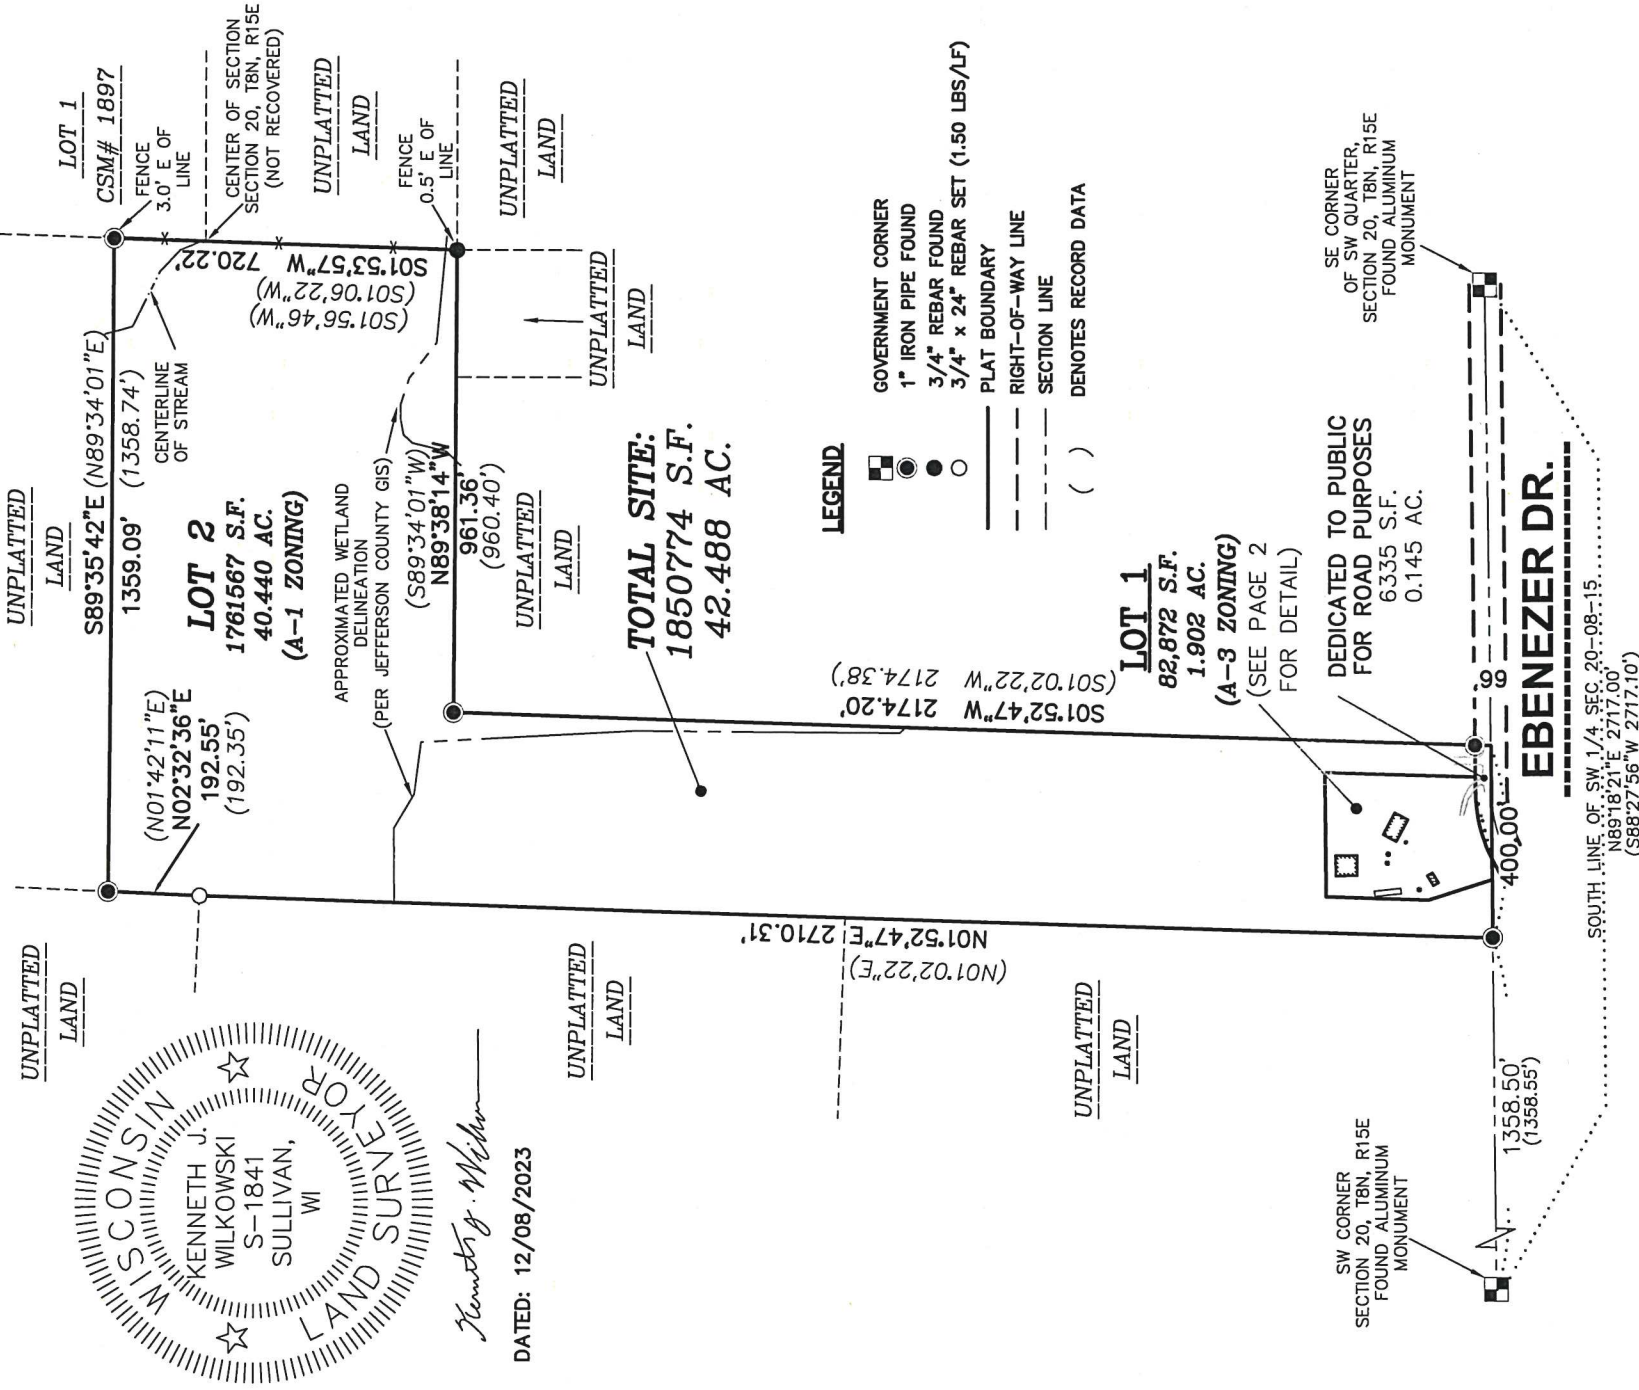 LOT 1
CSM# 1897
FENCE
3.0' E OF
LINE
CENTER OF SECTION
SECTION 20, T8N, R15E
(NOT RECOVERED)
UNPLATTED
LAND
FENCE
0.5' E OF
LINE
UNPLATTED
LAND
UNPLATTED
LAND
UNPLATTED
LAND
S89°35'42"E (N89°34'01"E)
1359.09' (1358.74')
CENTERLINE
OF STREAM
720.22' S01°53'57"W
(S01°06'22"W)
(S01°56'46"W)
LOT 2
1761567 S.F.
40.440 AC.
(A-1 ZONING)
APPROXIMATED WETLAND
DELINEATION
(PER JEFFERSON COUNTY GIS)
(S89°34'01"W)
N89°38'14"W
961.36'
(960.40')
UNPLATTED
LAND
(N01°42'11"E)
N02°32'36"E
192.55'
(192.35')
TOTAL SITE:
1850774 S.F.
42.488 AC.
S01°52'47"W 2174.20'
(S01°02'22"W 2174.38')
LEGEND
GOVERNMENT CORNER
1" IRON PIPE FOUND
3/4" REBAR FOUND
3/4" x 24" REBAR SET (1.50 LBS/LF)
PLAT BOUNDARY
RIGHT-OF-WAY LINE
SECTION LINE
( ) DENOTES RECORD DATA
LOT 1
82,872 S.F.
1.902 AC.
(A-3 ZONING)
(SEE PAGE 2
FOR DETAIL)
DEDICATED TO PUBLIC
FOR ROAD PURPOSES
6335 S.F.
0.145 AC.
SE CORNER
OF SW QUARTER,
SECTION 20, T8N, R15E
FOUND ALUMINUM
MONUMENT
66
400.00'
EBENEZER DR.
SOUTH LINE OF SW 1/4 SEC 20-08-15
N89°18'21"E 2717.00'
(S88°27'56"W 2717.10')
UNPLATTED
LAND
UNPLATTED
LAND
N01°52'47"E 2710.31'
(N01°02'22"E)
UNPLATTED
LAND
1358.50'
(1358.55')
SW CORNER
SECTION 20, T8N, R15E
FOUND ALUMINUM
MONUMENT
WISCONSIN
KENNETH J.
WILKOWSKI
S-1841
SULLIVAN,
WI
LAND SURVEYOR
DATED: 12/08/2023